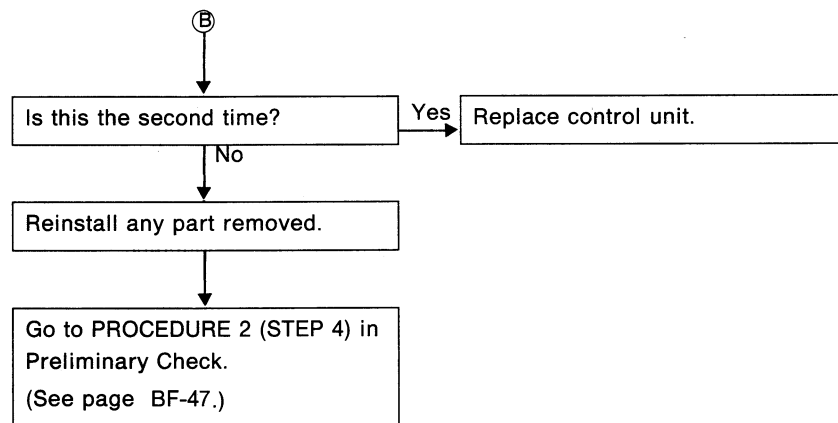 B
Is this the second time?
Yes
Replace control unit.
No
Reinstall any part removed.
Go to PROCEDURE 2 (STEP 4) in
Preliminary Check.
(See page BF-47.)